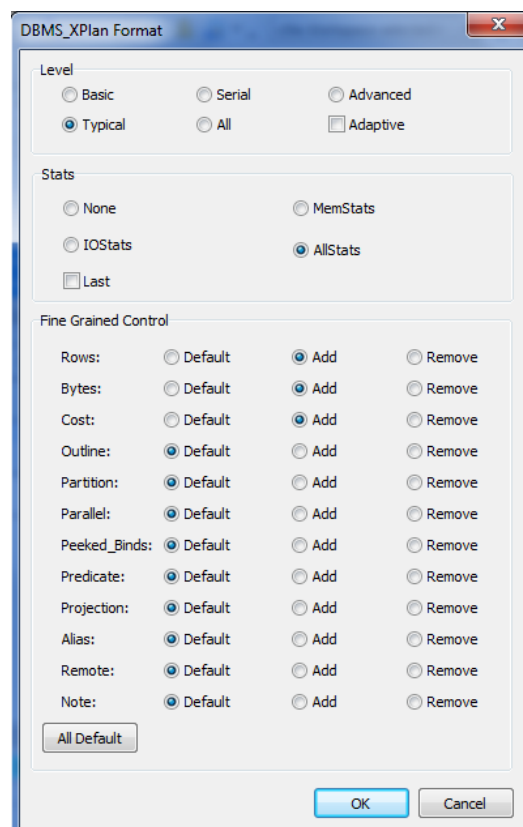 DBMS_XPlan Format
Level
Basic Serial Advanced
Typical All Adaptive
Stats
None MemStats
IOStats AllStats
Last
Fine Grained Control
Rows: Default Add Remove
Bytes: Default Add Remove
Cost: Default Add Remove
Outline: Default Add Remove
Partition: Default Add Remove
Parallel: Default Add Remove
Peeked_Binds: Default Add Remove
Predicate: Default Add Remove
Projection: Default Add Remove
Alias: Default Add Remove
Remote: Default Add Remove
Note: Default Add Remove
All Default
OK Cancel